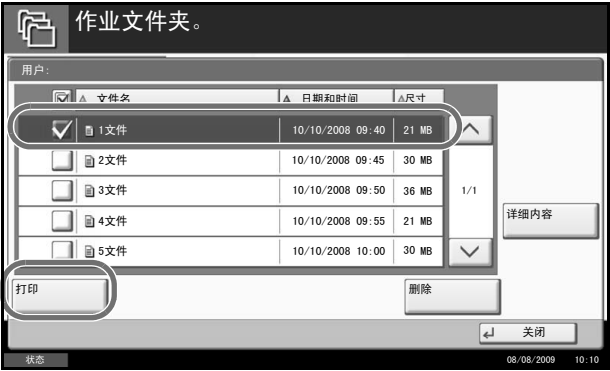 作业文件夹。
用户:
文件名 日期和时间 尺寸
1文件 10/10/2008 09:40 21 MB
2文件 10/10/2008 09:45 30 MB
3文件 10/10/2008 09:50 36 MB 1/1
4文件 10/10/2008 09:55 21 MB 详细内容
5文件 10/10/2008 10:00 30 MB
打印 删除
关闭
状态 08/08/2009 10:10